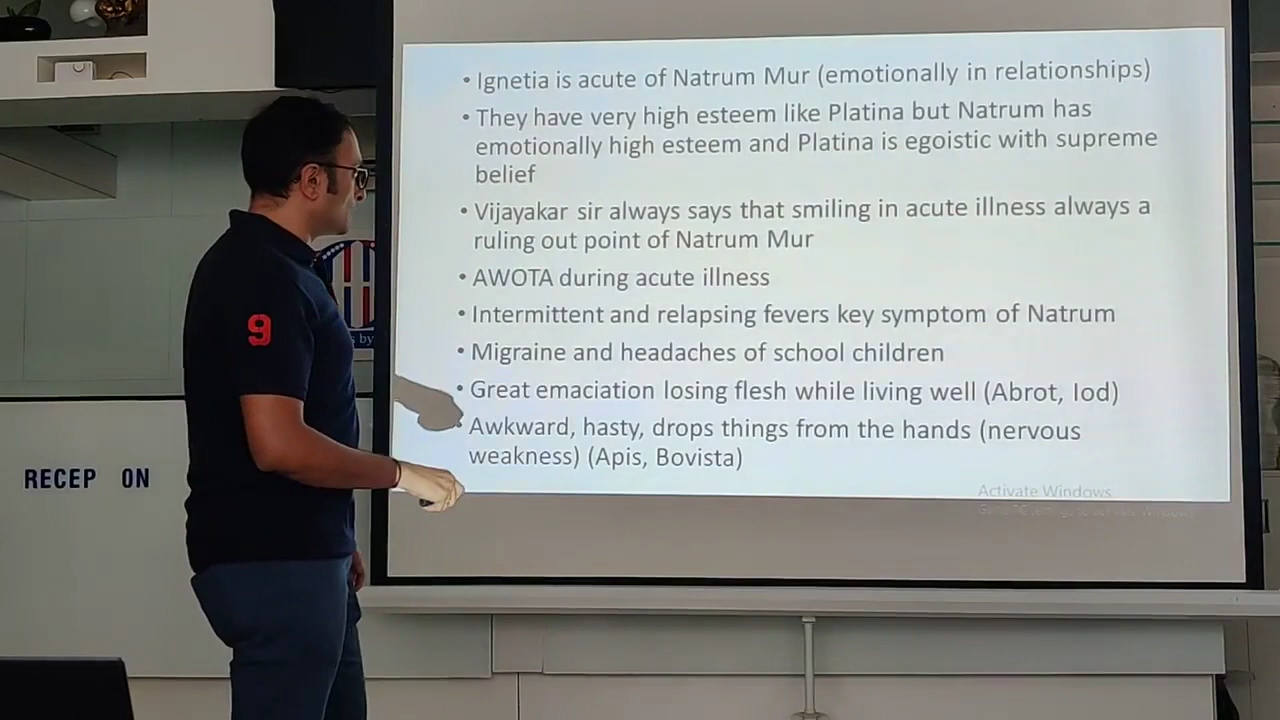 • Ignetia is acute of Natrum Mur (emotionally in relationships)
• They have very high esteem like Platina but Natrum has
emotionally high esteem and Platina is egoistic with supreme
belief
• Vijayakar sir always says that smiling in acute illness always a
ruling out point of Natrum Mur
• AWOTA during acute illness
• Intermittent and relapsing fevers key symptom of Natrum
• Migraine and headaches of school children
• Great emaciation losing flesh while living well (Abrot, Iod)
• Awkward, hasty, drops things from the hands (nervous
weakness) (Apis, Bovista)
Activate Windows
9
s by
RECEP ON